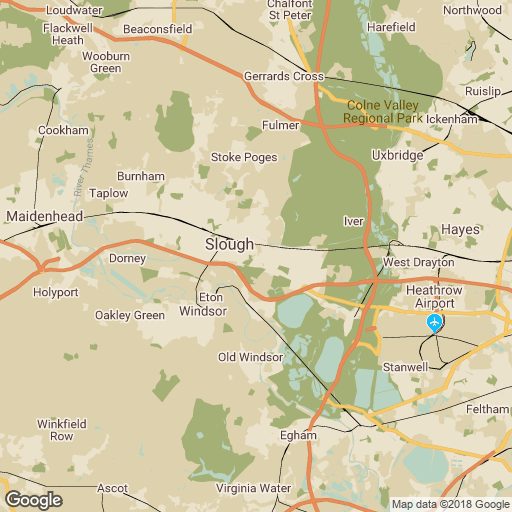 Loudwater
Chalfont
St Peter
Northwood
Flackwell
Heath
Beaconsfield
Harefield
Wooburn
Green
Gerrards Cross
Ruislip
Colne Valley
Regional Park
Ickenham
Cookham
Fulmer
Stoke Poges
Uxbridge
River Thames
Burnham
Taplow
Maidenhead
Iver
Hayes
Slough
Dorney
West Drayton
Holyport
Eton
Heathrow
Airport
Oakley Green
Windsor
Old Windsor
Stanwell
Feltham
Winkfield
Row
Egham
Ascot
Virginia Water
Google
Google
Map data ©2018 Google